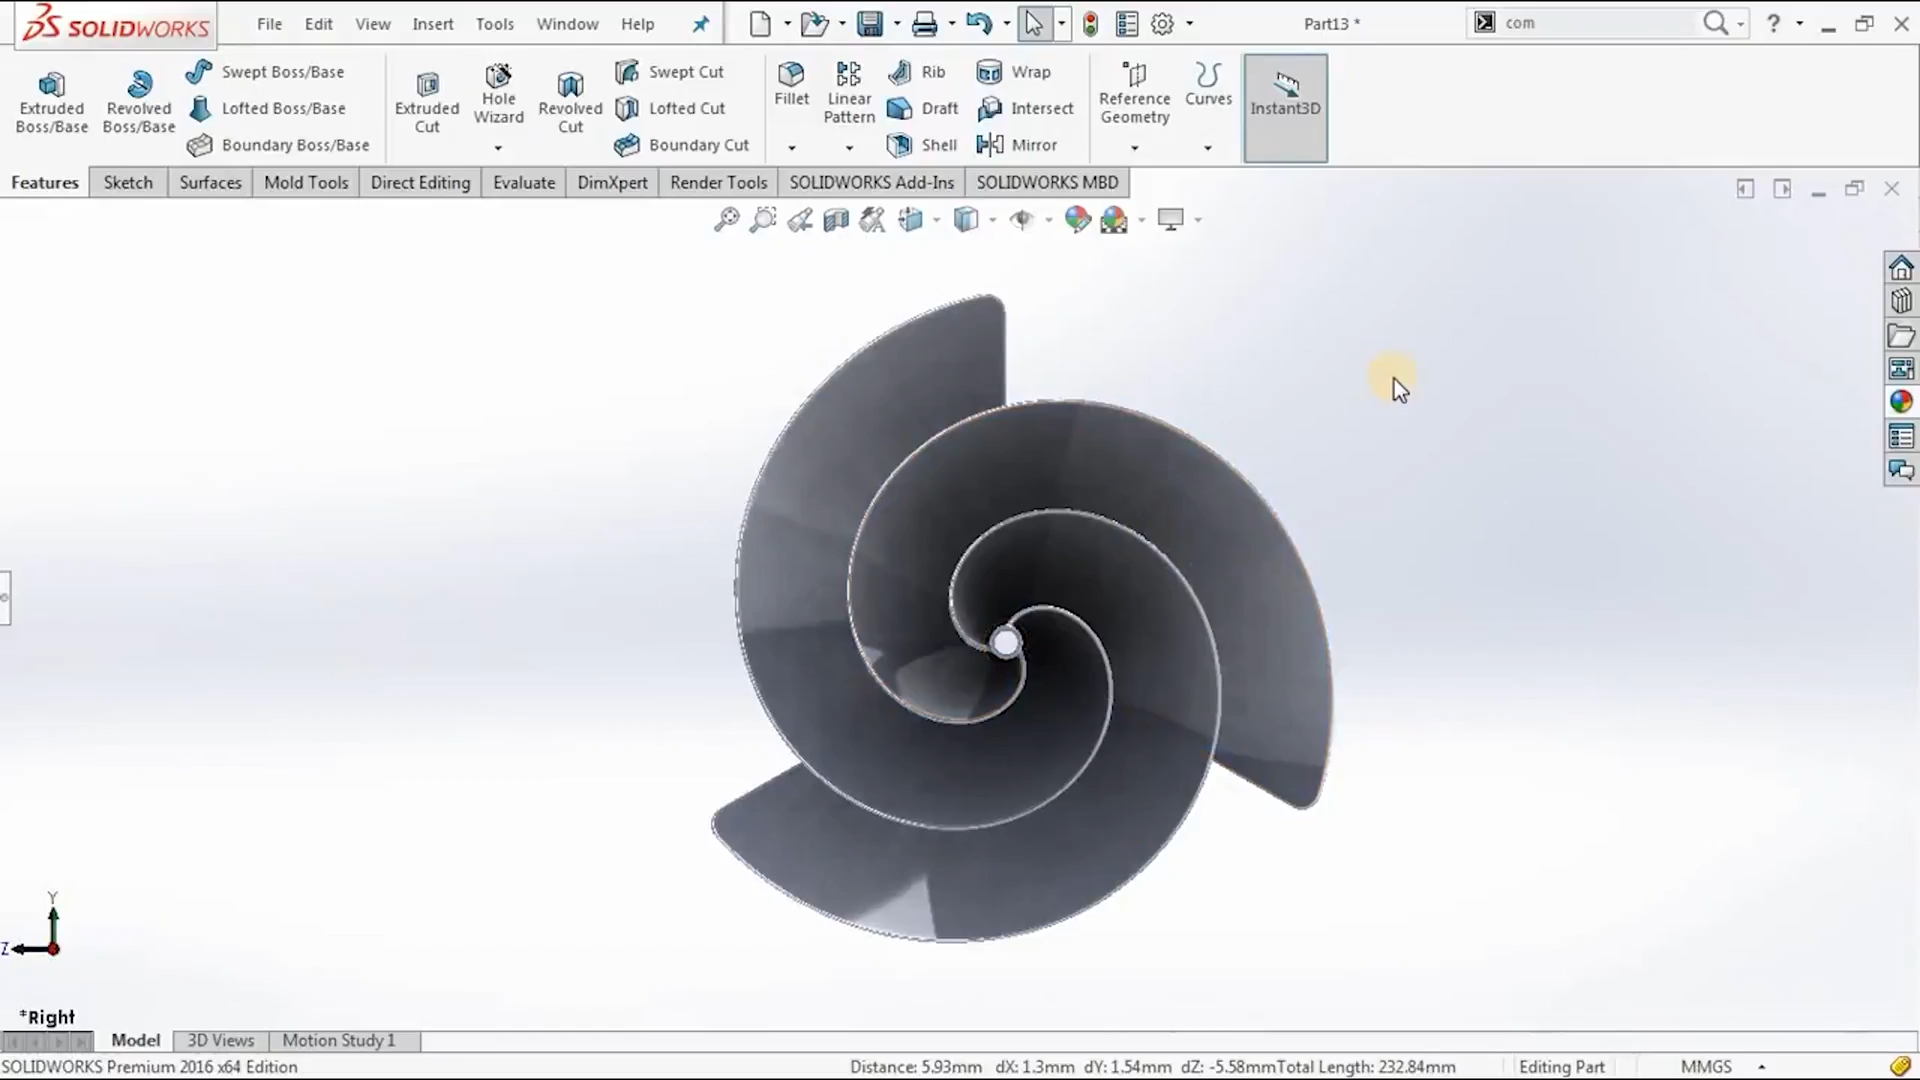 SOLIDWORKS File Edit View Insert Tools Window Help Part13 * com ?
Extruded Boss/Base
Revolved Boss/Base
Swept Boss/Base
Lofted Boss/Base
Boundary Boss/Base
Extruded Cut
Hole Wizard
Revolved Cut
Swept Cut
Lofted Cut
Boundary Cut
Fillet
Linear Pattern
Rib
Draft
Shell
Wrap
Intersect
Mirror
Reference Geometry
Curves
Instant3D
Features Sketch Surfaces Mold Tools Direct Editing Evaluate DimXpert Render Tools SOLIDWORKS Add-Ins SOLIDWORKS MBD
Y
Z
*Right
Model 3D Views Motion Study 1
SOLIDWORKS Premium 2016 x64 Edition Distance: 5.93mm dX: 1.3mm dY: 1.54mm dZ: -5.58mmTotal Length: 232.84mm Editing Part MMGS